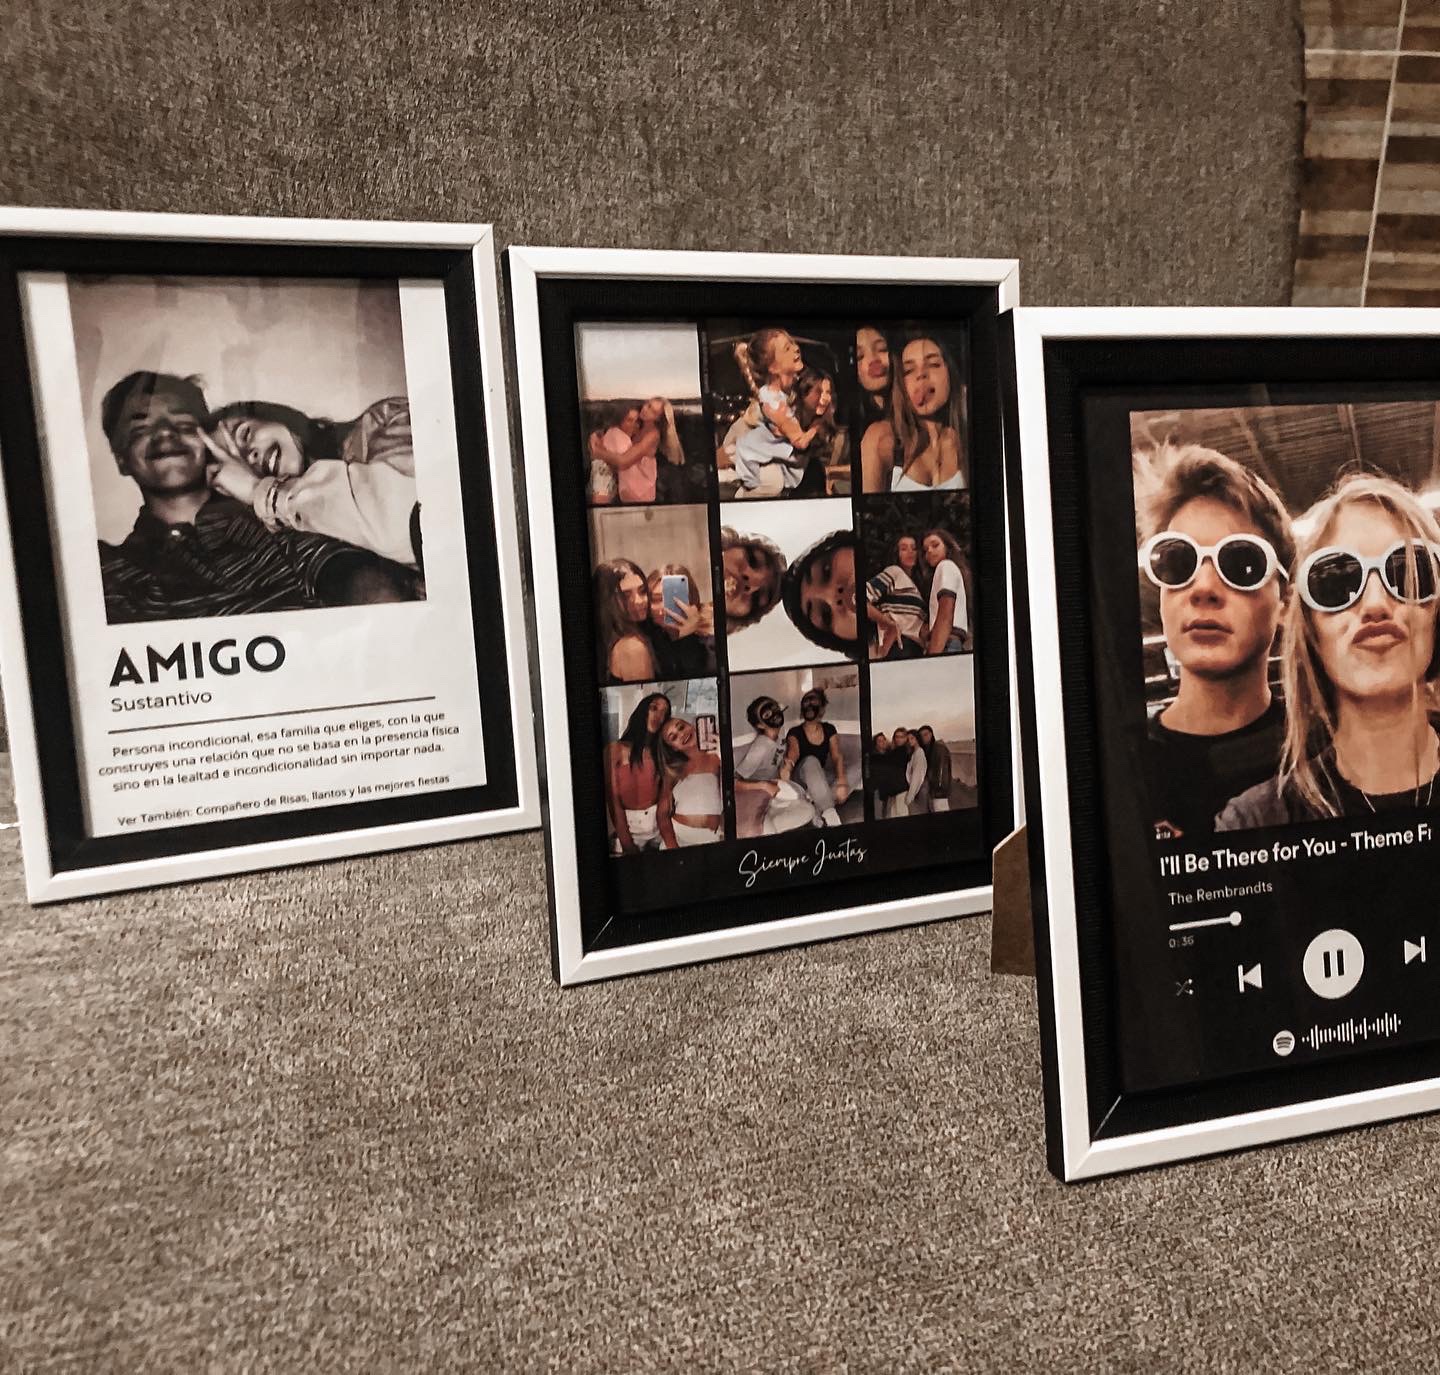 AMIGO
Sustantivo
Persona incondicional, esa familia que eliges, con la que
construyes una relación que no se basa en la presencia física
sino en la lealtad e incondicionalidad sin importar nada.
Ver También: Compañero de Risas, llantos y las mejores fiestas
Siempre Juntas
I'll Be There for You - Theme Fr
The Rembrandts
0:36